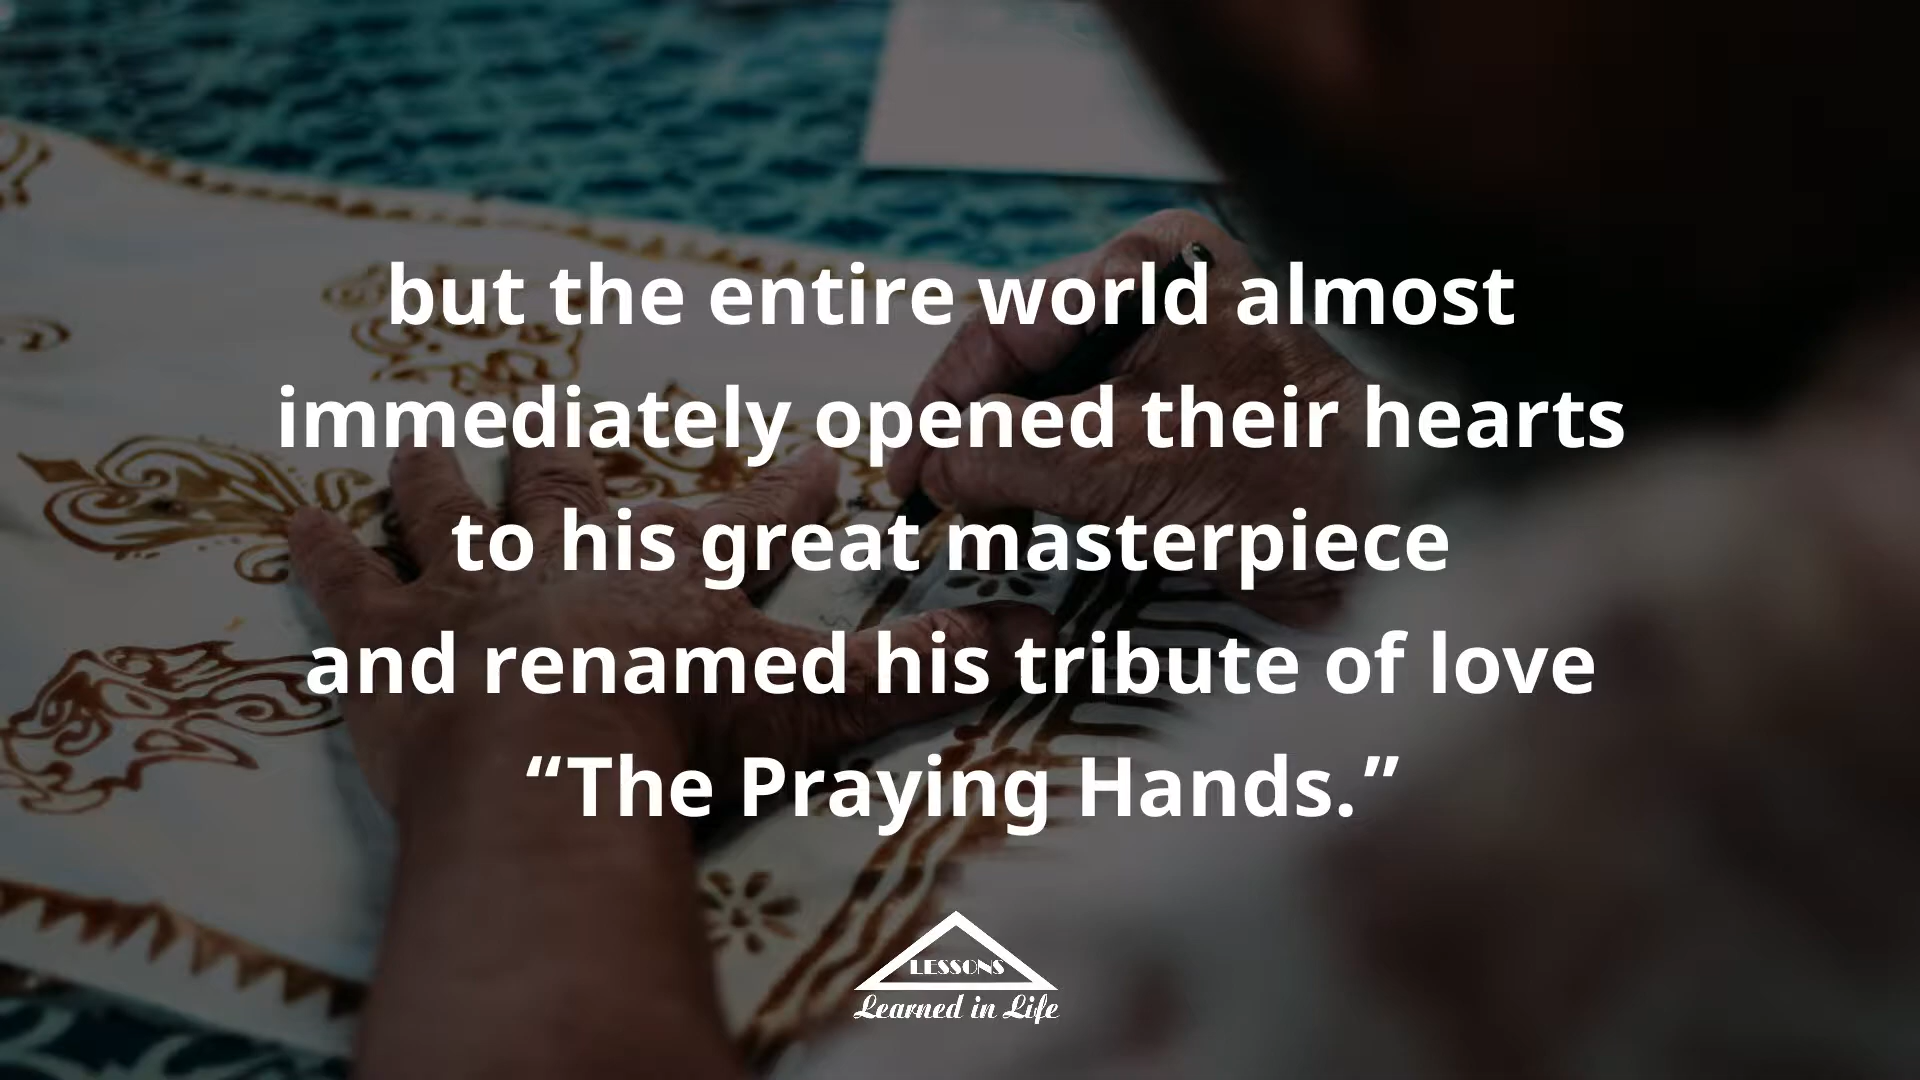 but the entire world almost
immediately opened their hearts
to his great masterpiece
and renamed his tribute of love
“The Praying Hands.”
LESSONS
Learned in Life